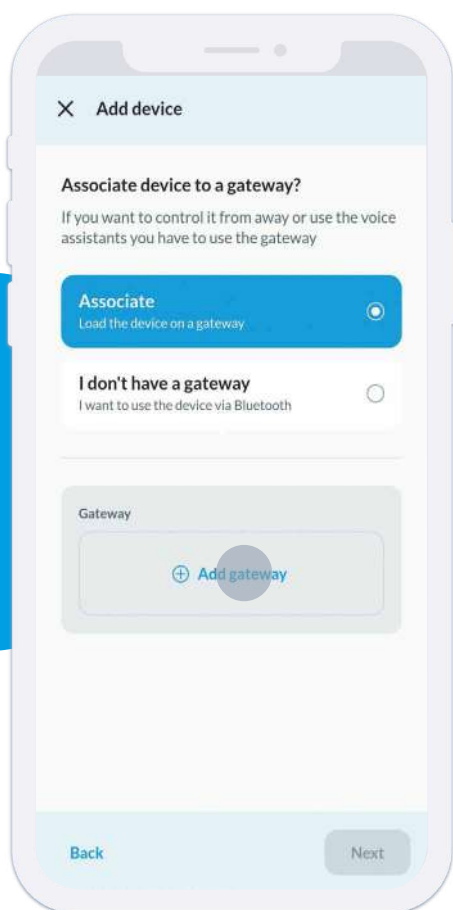 Add device
Associate device to a gateway?
If you want to control it from away or use the voice
assistants you have to use the gateway
Associate
Load the device on a gateway
I don't have a gateway
I want to use the device via Bluetooth
Gateway
Add gateway
Back
Next